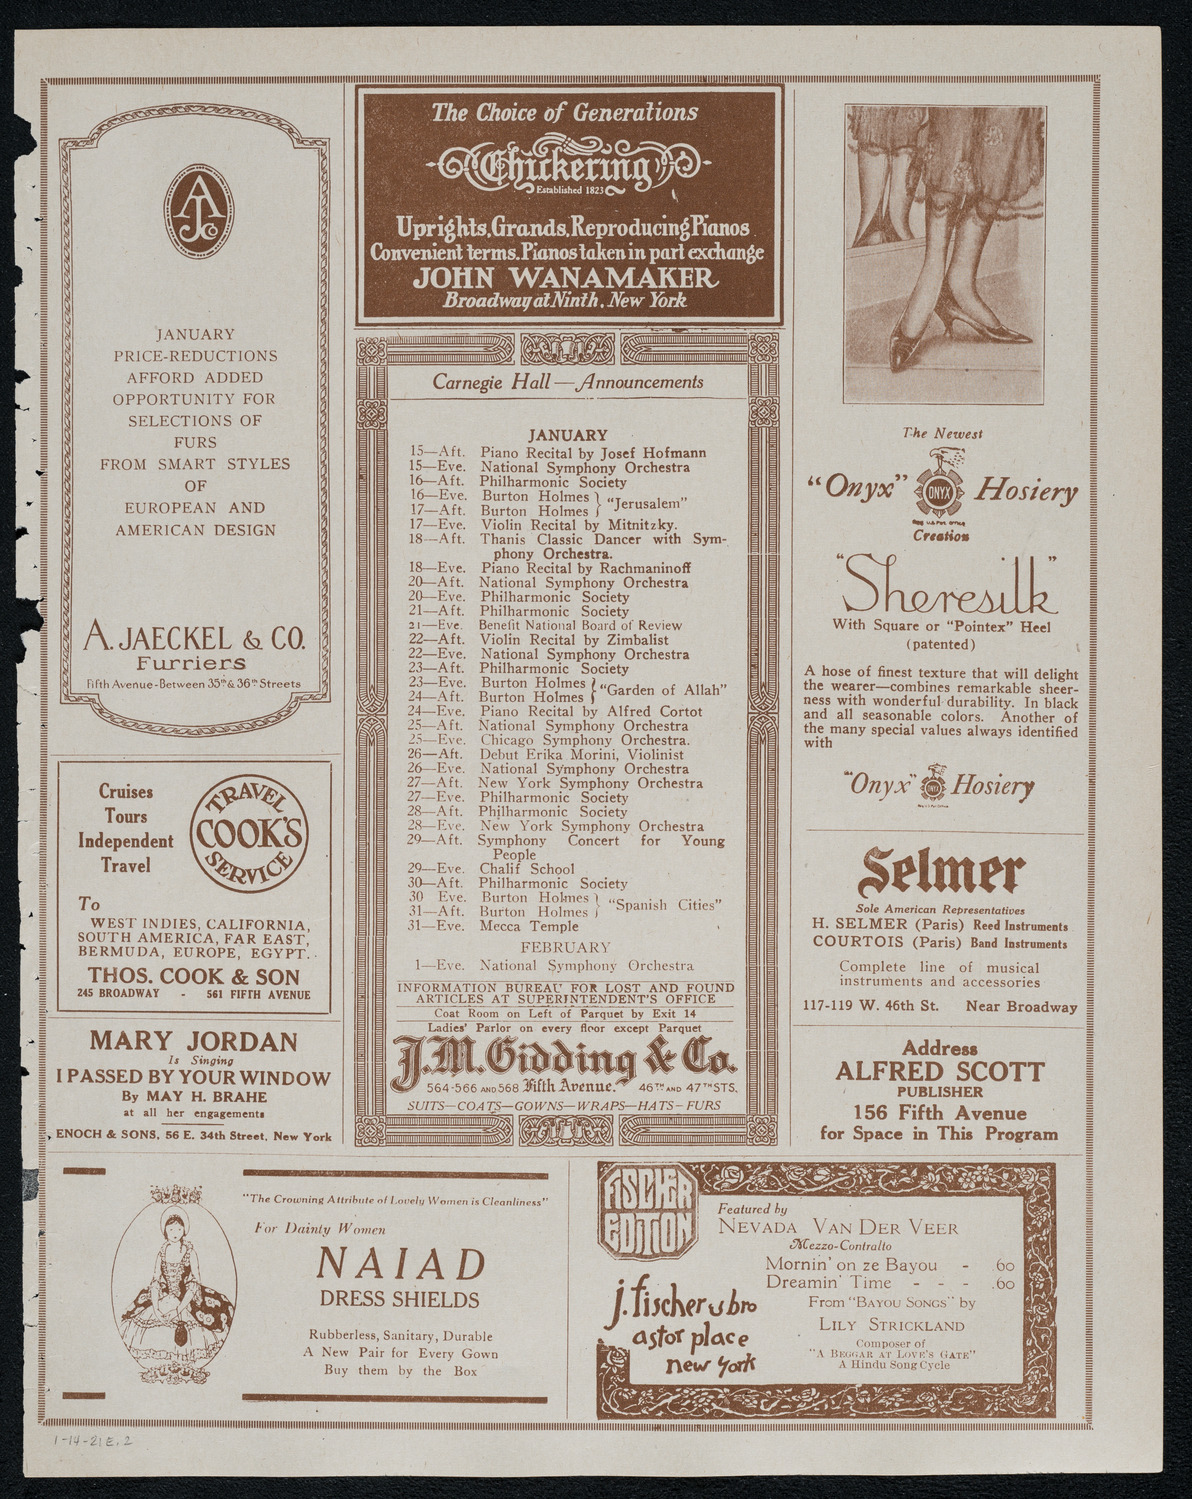 AJCo
JANUARY
PRICE-REDUCTIONS
AFFORD ADDED
OPPORTUNITY FOR
SELECTIONS OF
FURS
FROM SMART STYLES
OF
EUROPEAN AND
AMERICAN DESIGN
A. JAECKEL & CO.
Furriers
Fifth Avenue-Between 35th & 36th Streets
Cruises
Tours
Independent
Travel
TRAVEL
COOK'S
SERVICE
To
WEST INDIES, CALIFORNIA,
SOUTH AMERICA, FAR EAST,
BERMUDA, EUROPE, EGYPT.
THOS. COOK & SON
245 BROADWAY - 561 FIFTH AVENUE
MARY JORDAN
Is Singing
I PASSED BY YOUR WINDOW
By MAY H. BRAHE
at all her engagements
ENOCH & SONS, 56 E. 34th Street, New York
The Choice of Generations
Chickering
Established 1823
Uprights, Grands, Reproducing Pianos
Convenient terms. Pianos taken in part exchange
JOHN WANAMAKER
Broadway at Ninth, New York
Carnegie Hall—Announcements
JANUARY
15—Aft. Piano Recital by Josef Hofmann
15—Eve. National Symphony Orchestra
16—Aft. Philharmonic Society
16—Eve. Burton Holmes } "Jerusalem"
17—Aft. Burton Holmes }
17—Eve. Violin Recital by Mitnitzky.
18—Aft. Thanis Classic Dancer with Sym-
phony Orchestra.
18—Eve. Piano Recital by Rachmaninoff
20—Aft. National Symphony Orchestra
20—Eve. Philharmonic Society
21—Aft. Philharmonic Society
21—Eve. Benefit National Board of Review
22—Aft. Violin Recital by Zimbalist
22—Eve. National Symphony Orchestra
23—Aft. Philharmonic Society
23—Eve. Burton Holmes } "Garden of Allah"
24—Aft. Burton Holmes }
24—Eve. Piano Recital by Alfred Cortot
25—Aft. National Symphony Orchestra
25—Eve. Chicago Symphony Orchestra.
26—Aft. Debut Erika Morini, Violinist
26—Eve. National Symphony Orchestra
27—Aft. New York Symphony Orchestra
27—Eve. Philharmonic Society
28—Aft. Philharmonic Society
28—Eve. New York Symphony Orchestra
29—Aft. Symphony Concert for Young
People
29—Eve. Chalif School
30—Aft. Philharmonic Society
30 Eve. Burton Holmes } "Spanish Cities"
31—Aft. Burton Holmes }
31—Eve. Mecca Temple
FEBRUARY
1—Eve. National Symphony Orchestra
INFORMATION BUREAU FOR LOST AND FOUND
ARTICLES AT SUPERINTENDENT'S OFFICE
Coat Room on Left of Parquet by Exit 14
Ladies' Parlor on every floor except Parquet
J.M. Gidding & Co.
564-566 AND 568 Fifth Avenue. 46TH AND 47TH STS.
SUITS—COATS—GOWNS—WRAPS—HATS—FURS
The Newest
"Onyx" ONYX Hosiery
REG U.S. PAT. OFFICE
Creation
"Sheresilk"
With Square or "Pointex" Heel
(patented)
A hose of finest texture that will delight
the wearer—combines remarkable sheer-
ness with wonderful durability. In black
and all seasonable colors. Another of
the many special values always identified
with
"Onyx" ONYX Hosiery
Selmer
Sole American Representatives
H. SELMER (Paris) Reed Instruments
COURTOIS (Paris) Band Instruments
Complete line of musical
instruments and accessories
117-119 W. 46th St. Near Broadway
Address
ALFRED SCOTT
PUBLISHER
156 Fifth Avenue
for Space in This Program
"The Crowning Attribute of Lovely Women is Cleanliness"
For Dainty Women
NAIAD
DRESS SHIELDS
Rubberless, Sanitary, Durable
A New Pair for Every Gown
Buy them by the Box
FISCHER
EDITION
j. fischer & bro
astor place
new york
Featured by
NEVADA VAN DER VEER
Mezzo-Contralto
Mornin' on ze Bayou - 60
Dreamin' Time - - - .60
From "BAYOU SONGS" by
LILY STRICKLAND
Composer of
"A BEGGAR AT LOVE'S GATE"
A Hindu Song Cycle
1-14-21E. 2